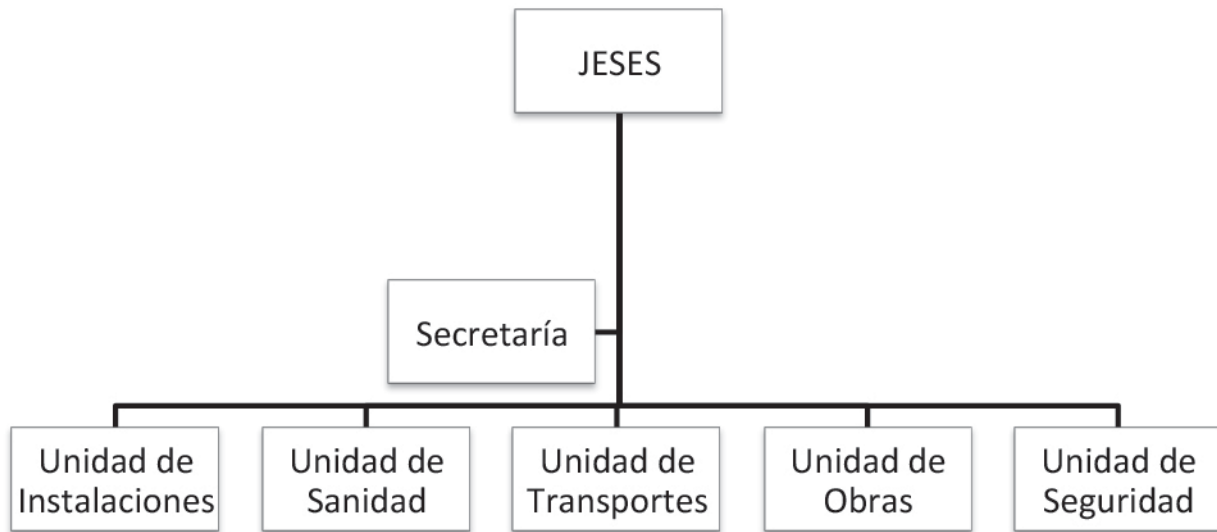 JESES
Secretaría
Unidad de
Instalaciones
Unidad de
Sanidad
Unidad de
Transportes
Unidad de
Obras
Unidad de
Seguridad